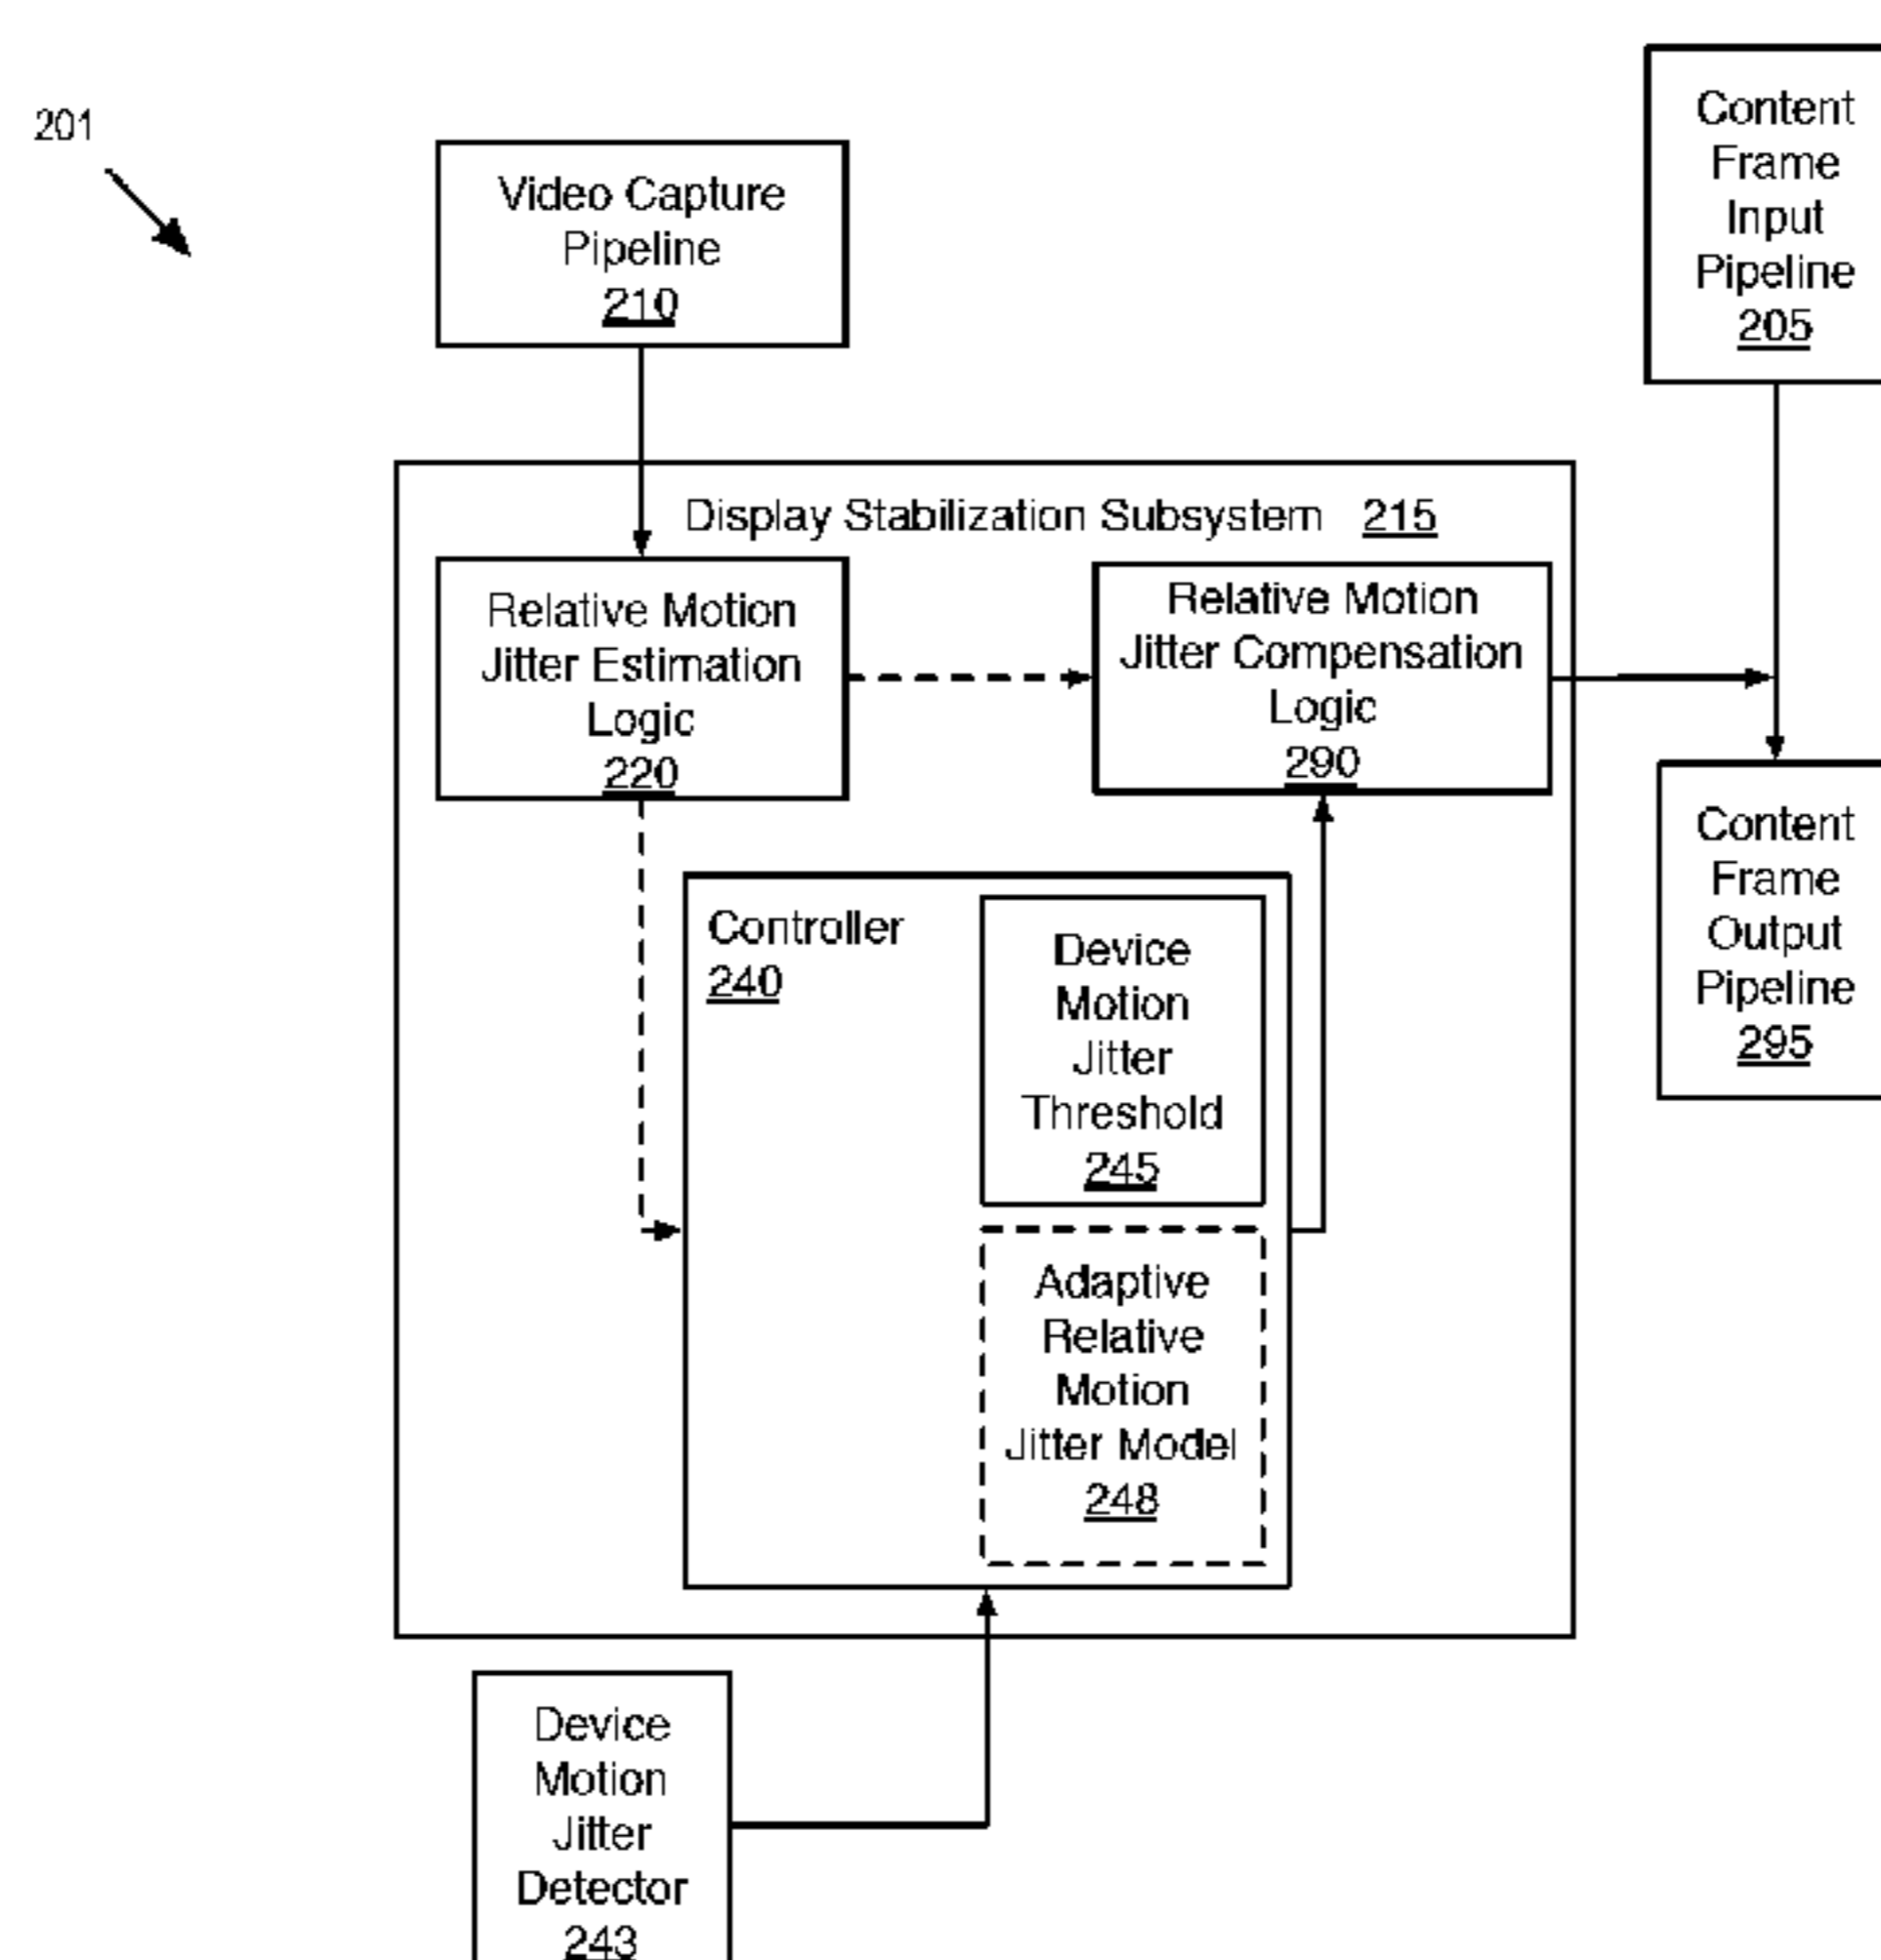 201
Video Capture
Pipeline
210
Content
Frame
Input
Pipeline
205
Display Stabilization Subsystem 215
Relative Motion
Jitter Estimation
Logic
220
Relative Motion
Jitter Compensation
Logic
290
Content
Frame
Output
Pipeline
295
Controller
240
Device
Motion
Jitter
Threshold
245
Adaptive
Relative
Motion
Jitter Model
248
Device
Motion
Jitter
Detector
243